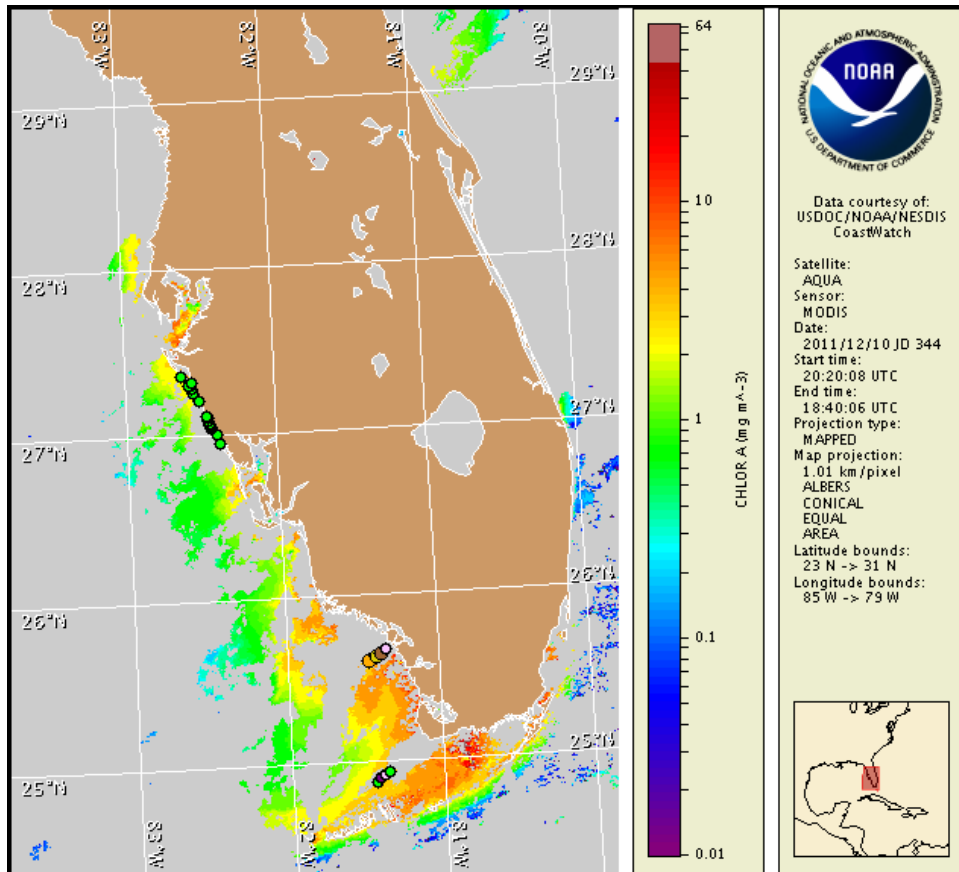 83°W
82°W
81°W
80°W
29°N
29°N
28°N
28°N
27°N
27°N
26°N
26°N
25°N
25°N
83°W
82°W
81°W
64
10
1
0.1
0.01
CHLOR A (mg m^-3)
NATIONAL OCEANIC AND ATMOSPHERIC ADMINISTRATION
NOAA
U.S. DEPARTMENT OF COMMERCE
Data courtesy of:
USDOC/NOAA/NESDIS
CoastWatch
Satellite:
AQUA
Sensor:
MODIS
Date:
2011/12/10 JD 344
Start time:
20:20:08 UTC
End time:
18:40:06 UTC
Projection type:
MAPPED
Map projection:
1.01 km/pixel
ALBERS
CONICAL
EQUAL
AREA
Latitude bounds:
23 N -> 31 N
Longitude bounds:
85 W -> 79 W